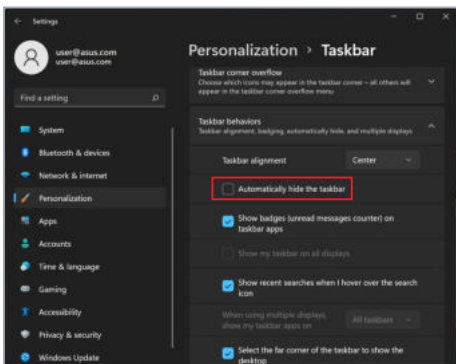 Settings
user@asus.com
user@asus.com
Find a setting
System
Bluetooth & devices
Network & internet
Personalization
Apps
Accounts
Time & language
Gaming
Accessibility
Privacy & security
Windows Update
Personalization > Taskbar
Taskbar corner overflow
Choose which icons may appear in the taskbar corner – all others will
appear in the taskbar corner overflow menu
Taskbar behaviors
Taskbar alignment, badging, automatically hide, and multiple displays
Taskbar alignment
Center
Automatically hide the taskbar
Show badges (unread messages counter) on
taskbar apps
Show my taskbar on all displays
Show recent searches when I hover over the search
icon
When using multiple displays,
show my taskbar apps on
All taskbars
Select the far corner of the taskbar to show the
desktop